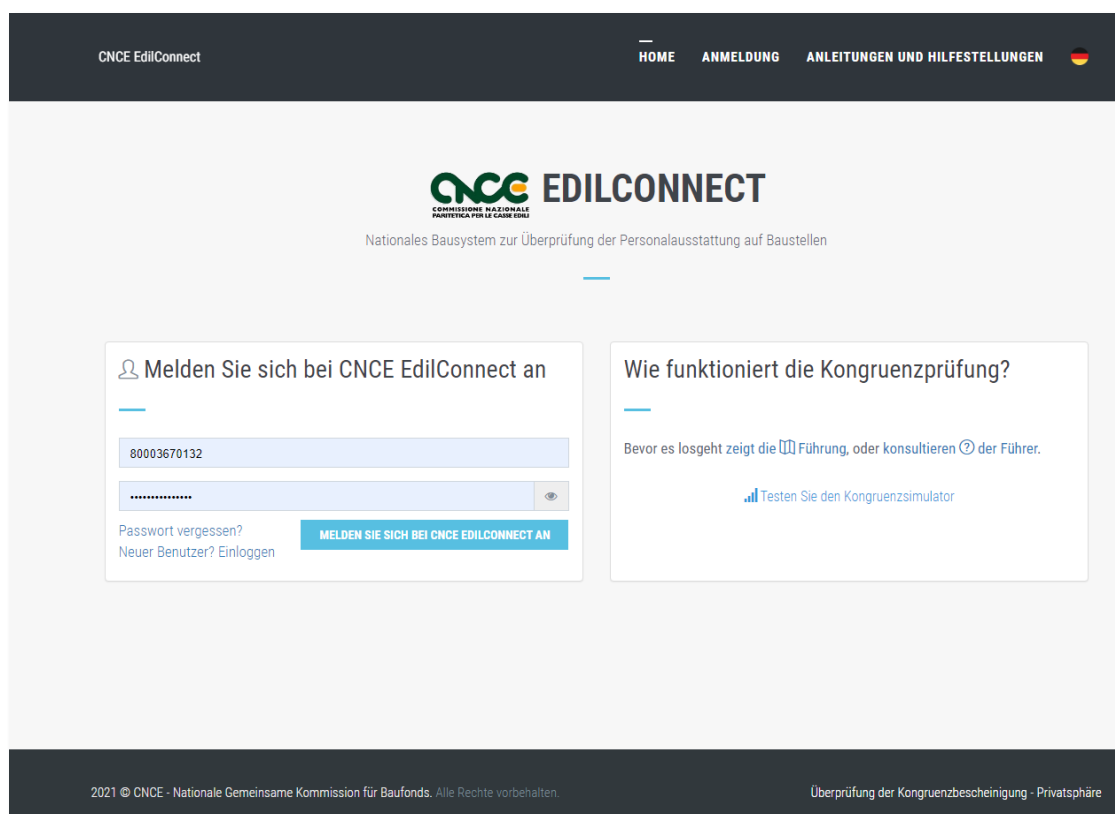 CNCE EdilConnect
HOME ANMELDUNG ANLEITUNGEN UND HILFESTELLUNGEN
CNCE EDILCONNECT
COMMISSIONE NAZIONALE
PARITETICA PER LE CASSE EDILI
Nationales Bausystem zur Überprüfung der Personalausstattung auf Baustellen
Melden Sie sich bei CNCE EdilConnect an
80003670132
•••••••••••••••
Passwort vergessen?
Neuer Benutzer? Einloggen
MELDEN SIE SICH BEI CNCE EDILCONNECT AN
Wie funktioniert die Kongruenzprüfung?
Bevor es losgeht zeigt die Führung, oder konsultieren ? der Führer.
Testen Sie den Kongruenzsimulator
2021 © CNCE - Nationale Gemeinsame Kommission für Baufonds. Alle Rechte vorbehalten.
Überprüfung der Kongruenzbescheinigung - Privatsphäre